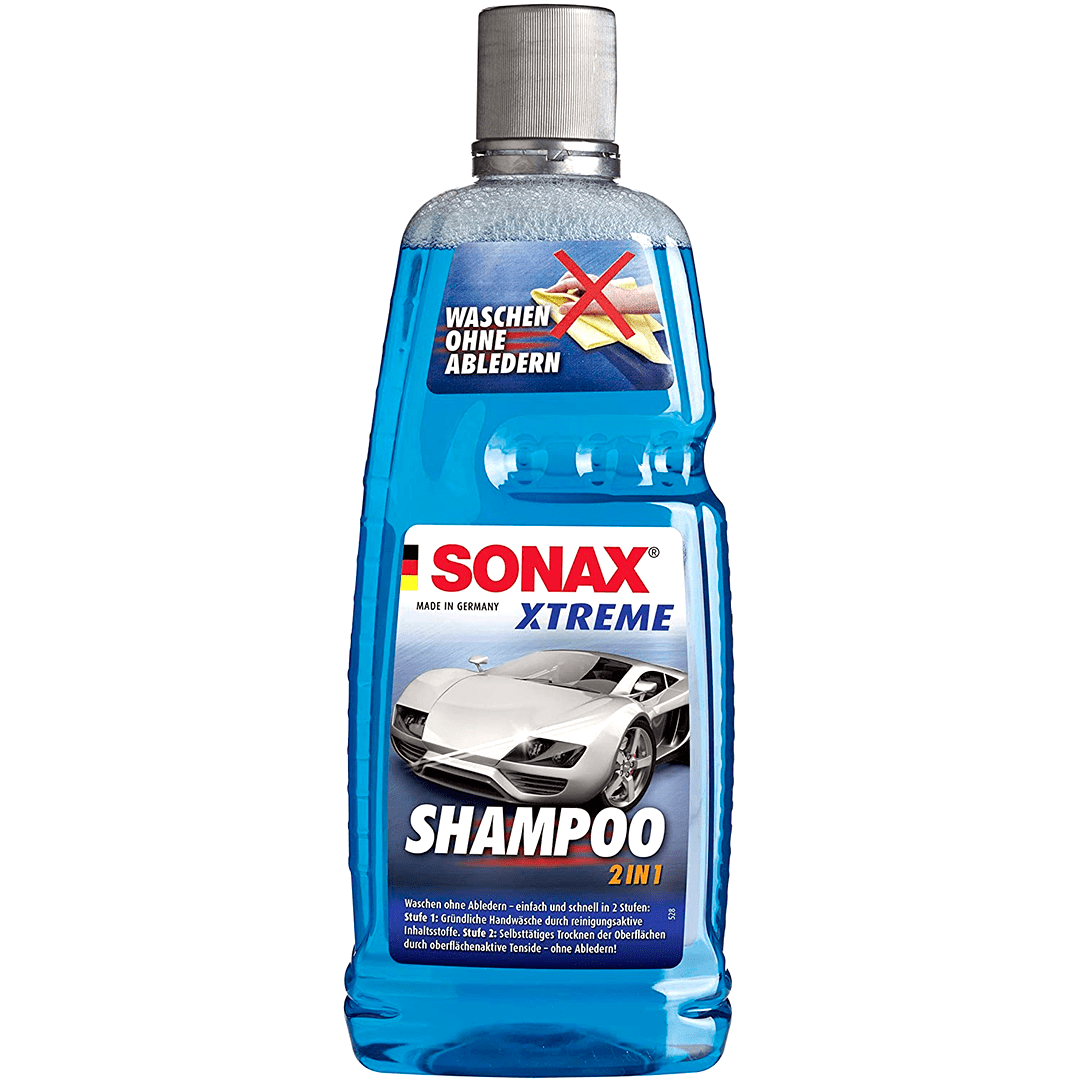 WASCHEN
OHNE
ABLEDERN
SONAX®
MADE IN GERMANY
XTREME
SHAMPOO
2 IN 1
Waschen ohne Abledern – einfach und schnell in 2 Stufen:
Stufe 1: Gründliche Handwäsche durch reinigungsaktive
Inhaltsstoffe. Stufe 2: Selbsttätiges Trocknen der Oberflächen
durch oberflächenaktive Tenside – ohne Abledern!
528